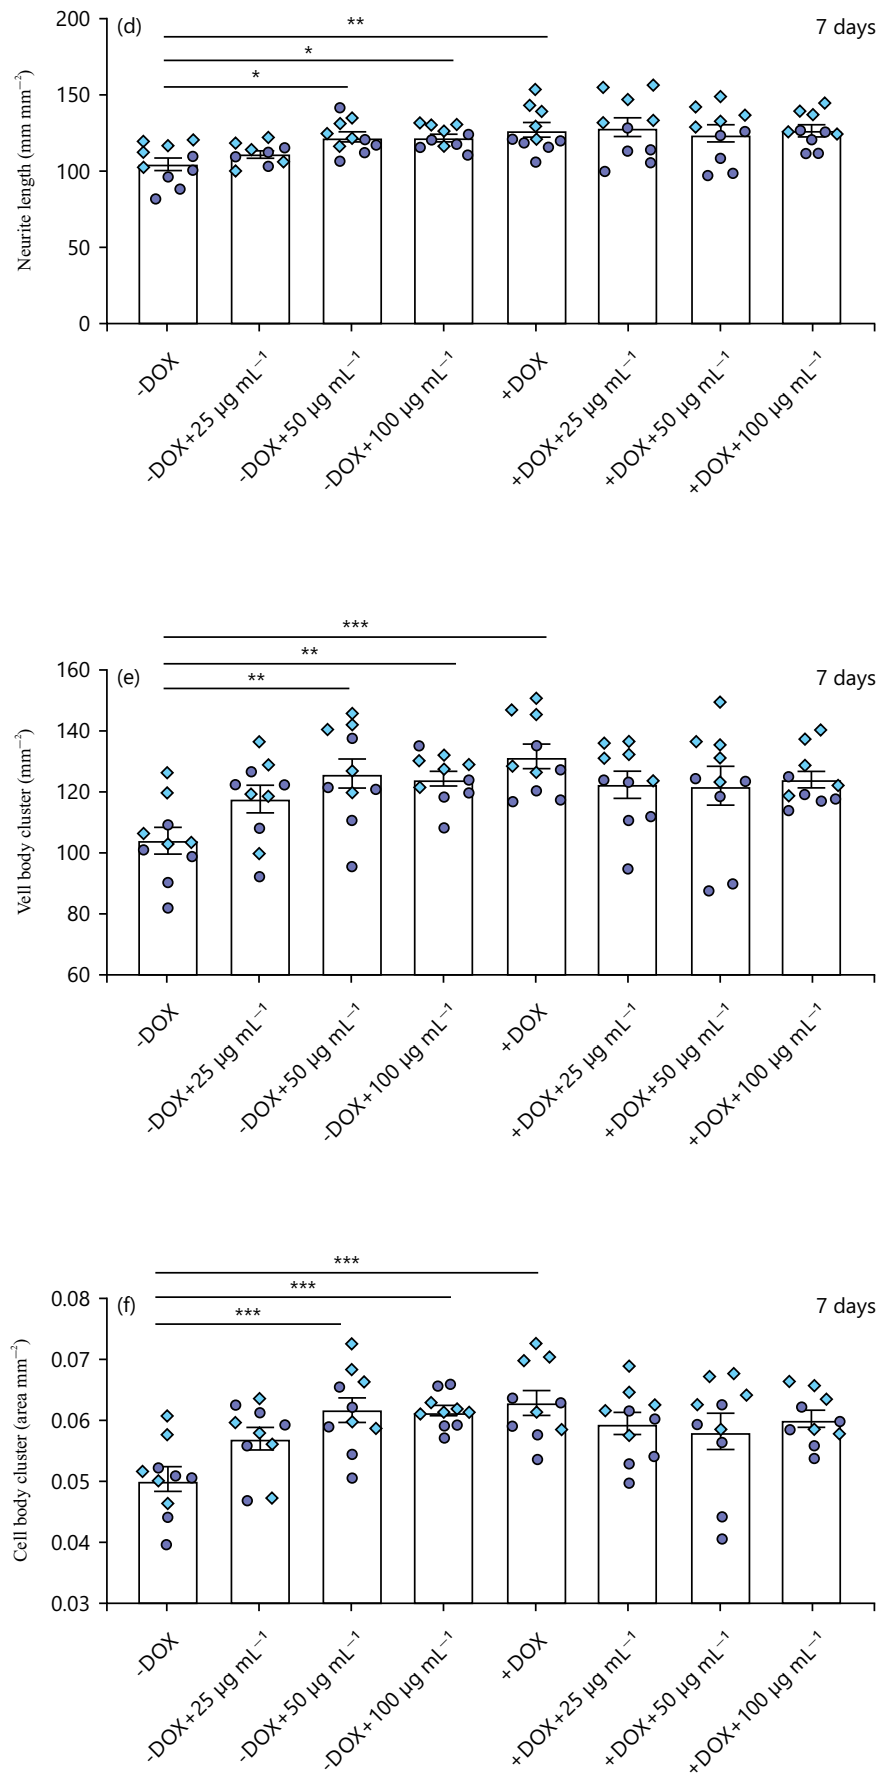 (d)
7 days
**
*
*
Neurite length (mm mm⁻²)
200
150
100
50
0
-DOX
-DOX+25 µg mL⁻¹
-DOX+50 µg mL⁻¹
-DOX+100 µg mL⁻¹
+DOX
+DOX+25 µg mL⁻¹
+DOX+50 µg mL⁻¹
+DOX+100 µg mL⁻¹
***
**
**
(e)
7 days
Vell body cluster (mm⁻²)
160
140
120
100
80
60
-DOX
-DOX+25 µg mL⁻¹
-DOX+50 µg mL⁻¹
-DOX+100 µg mL⁻¹
+DOX
+DOX+25 µg mL⁻¹
+DOX+50 µg mL⁻¹
+DOX+100 µg mL⁻¹
***
***
***
(f)
7 days
Cell body cluster (area mm⁻²)
0.08
0.07
0.06
0.05
0.04
0.03
-DOX
-DOX+25 µg mL⁻¹
-DOX+50 µg mL⁻¹
-DOX+100 µg mL⁻¹
+DOX
+DOX+25 µg mL⁻¹
+DOX+50 µg mL⁻¹
+DOX+100 µg mL⁻¹